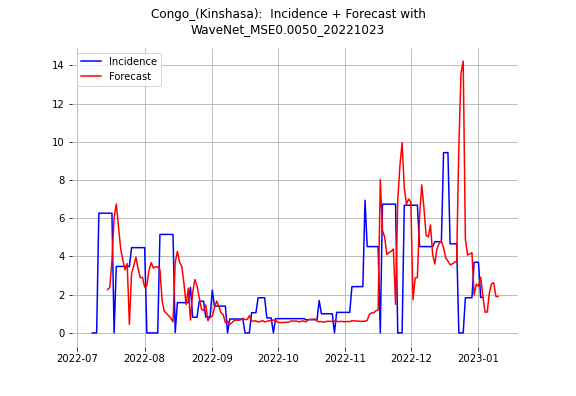 Congo_(Kinshasa):  Incidence + Forecast with
WaveNet_MSE0.0050_20221023
Incidence
Forecast
14
12
10
8
6
4
2
0
2022-07 2022-08 2022-09 2022-10 2022-11 2022-12 2023-01